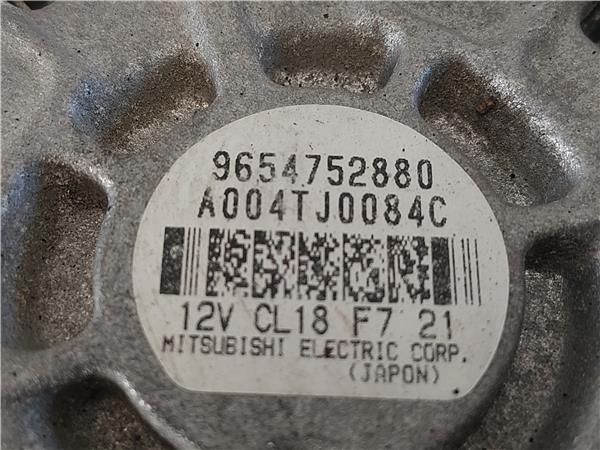 9654752880
A004TJ0084C
12V CL18 F7 21
MITSUBISHI ELECTRIC CORP.
(JAPON)